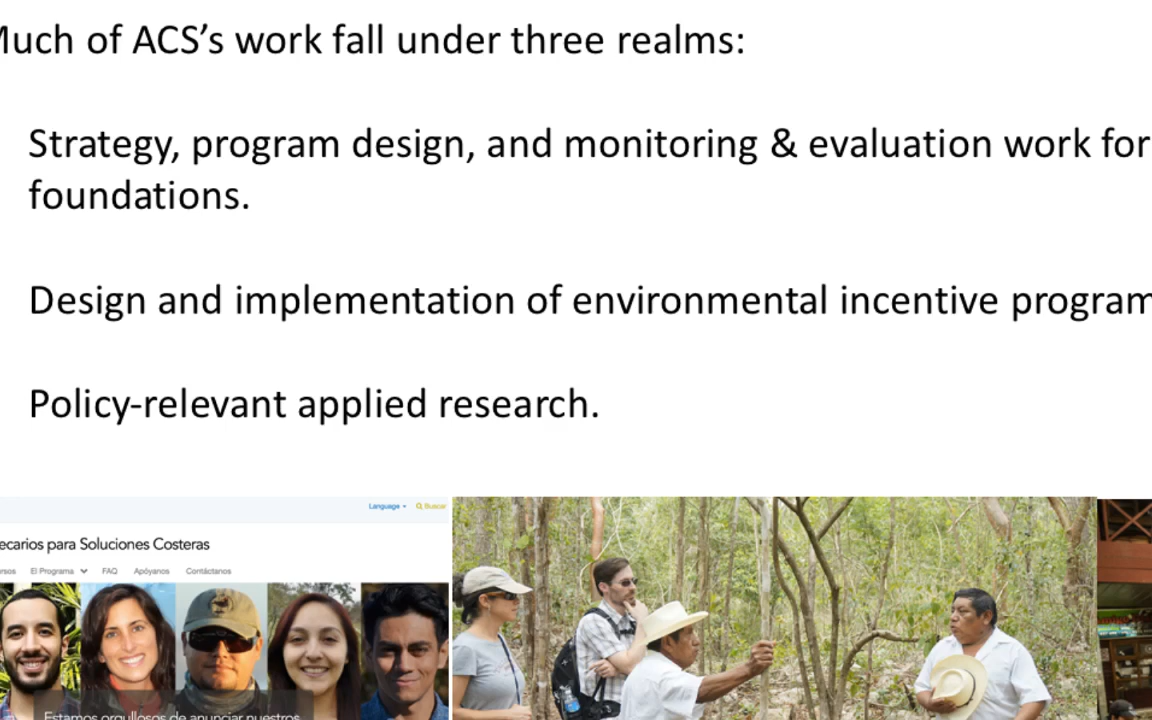 Much of ACS’s work fall under three realms:
Strategy, program design, and monitoring & evaluation work for
foundations.
Design and implementation of environmental incentive program
Policy-relevant applied research.
Language
Buscar
ecarios para Soluciones Costeras
rsos El Programa FAQ Apóyanos Contáctanos
Estamos orgullosos de anunciar nuestros